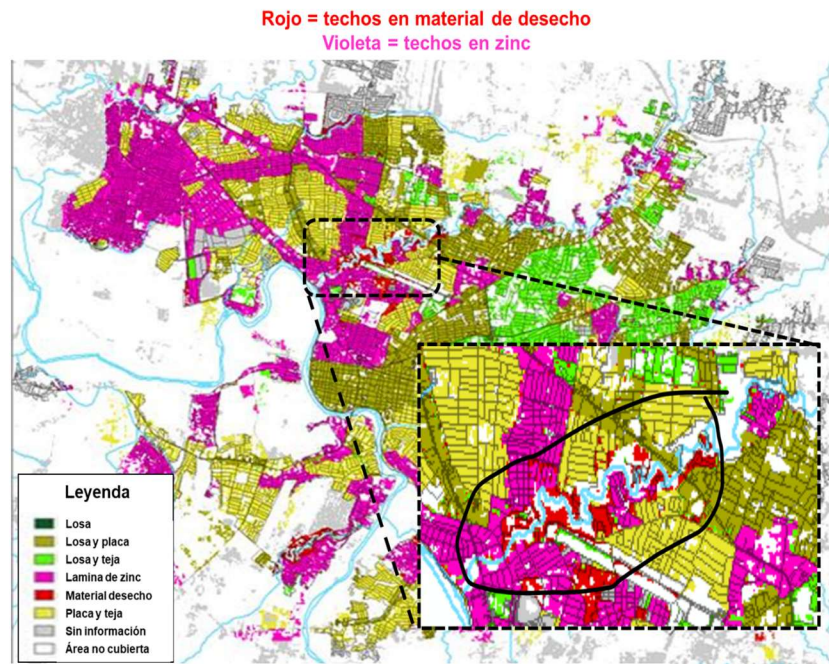 Rojo = techos en material de desecho
Violeta = techos en zinc
Leyenda
Losa
Losa y placa
Losa y teja
Lamina de zinc
Material desecho
Placa y teja
Sin información
Área no cubierta